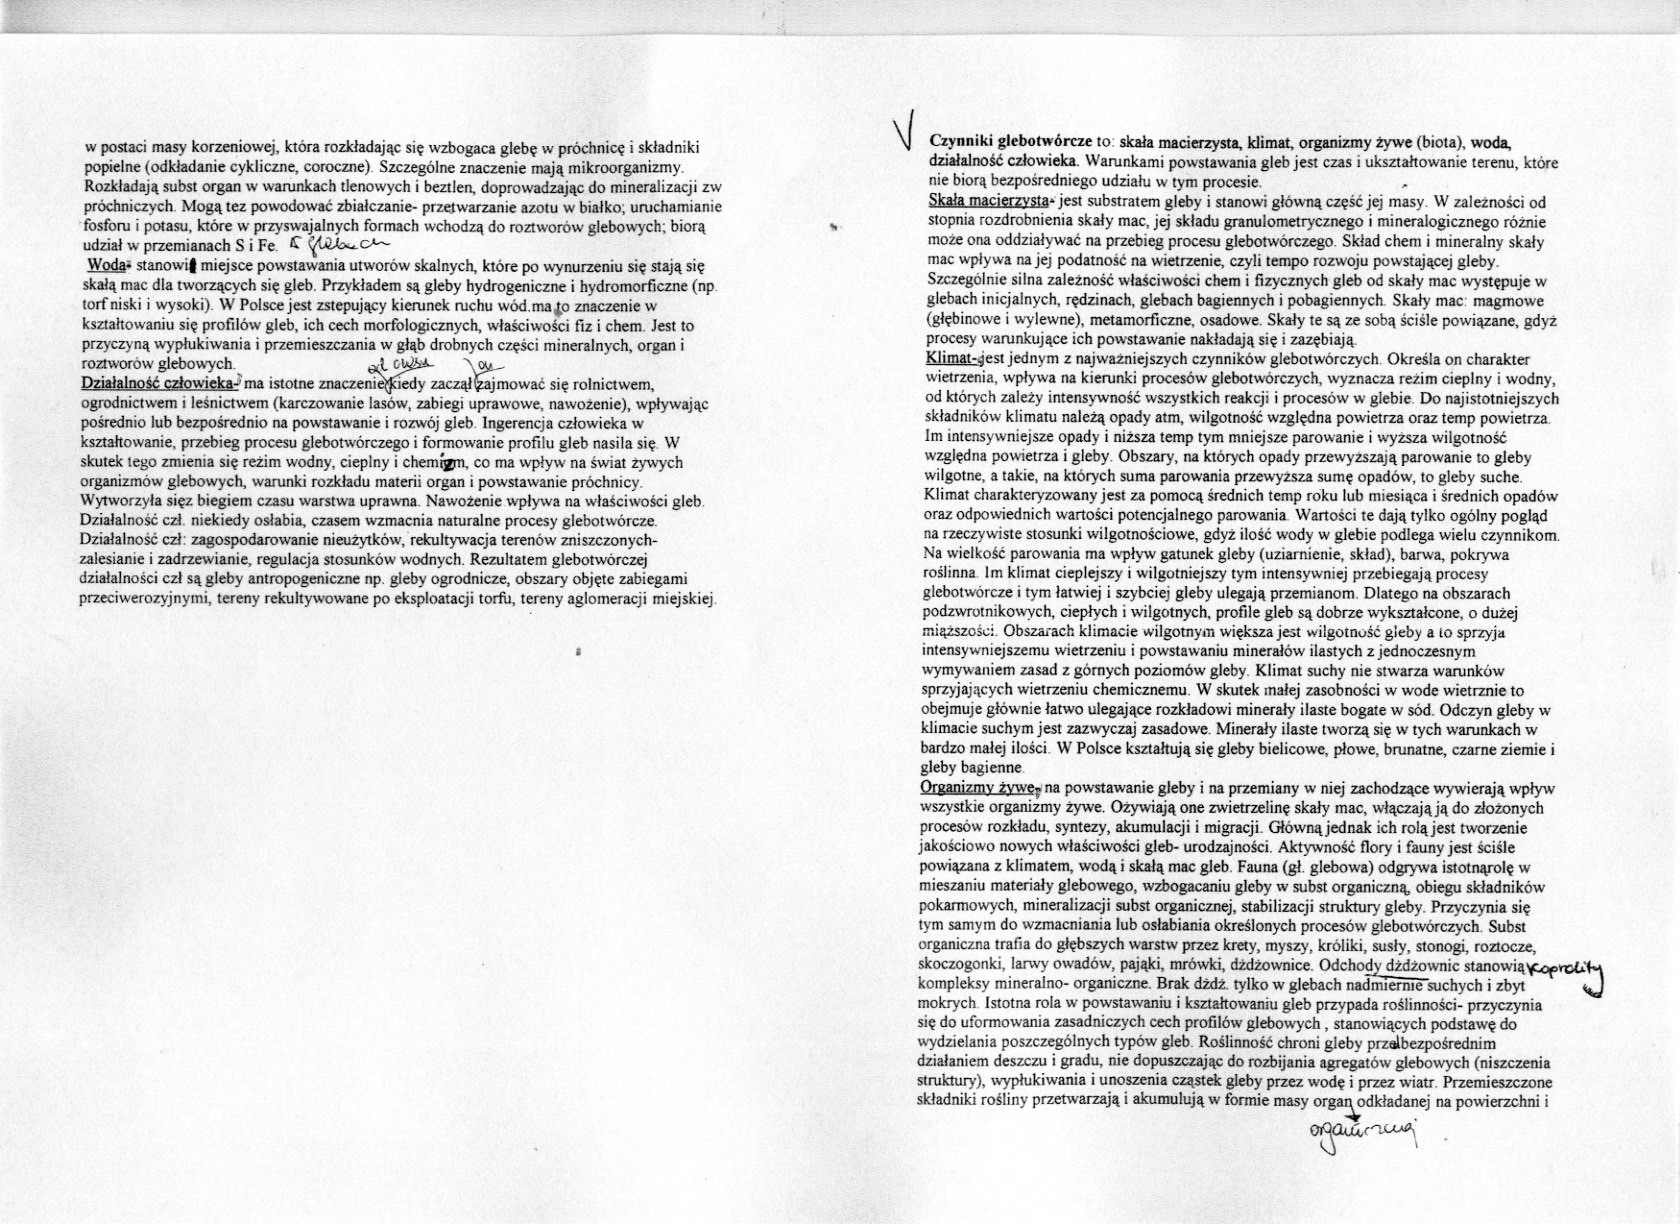 w postaci masy korzeniowej, która rozkładając się wzbogaca glebę w próchnicę i składniki
popielne (odkładanie cykliczne, coroczne). Szczególne znaczenie mają mikroorganizmy.
Rozkładają subst organ w warunkach tlenowych i beztlen, doprowadzając do mineralizacji zw
próchniczych. Mogą tez powodować zbiałczanie- przetwarzanie azotu w białko; uruchamianie
fosforu i potasu, które w przyswajalnych formach wchodzą do roztworów glebowych; biorą
udział w przemianach S i Fe. glebach
Woda- stanowi miejsce powstawania utworów skalnych, które po wynurzeniu się stają się
skałą mac dla tworzących się gleb. Przykładem są gleby hydrogeniczne i hydromorficzne (np.
torf niski i wysoki). W Polsce jest zstępujący kierunek ruchu wód.ma to znaczenie w
kształtowaniu się profilów gleb, ich cech morfologicznych, właściwości fiz i chem. Jest to
przyczyną wypłukiwania i przemieszczania w głąb drobnych części mineralnych, organ i
roztworów glebowych.
od czasu on
Działalność człowieka- ma istotne znaczenie kiedy zaczął zajmować się rolnictwem,
ogrodnictwem i leśnictwem (karczowanie lasów, zabiegi uprawowe, nawożenie), wpływając
pośrednio lub bezpośrednio na powstawanie i rozwój gleb. Ingerencja człowieka w
kształtowanie, przebieg procesu glebotwórczego i formowanie profilu gleb nasila się. W
skutek tego zmienia się reżim wodny, cieplny i chemizm, co ma wpływ na świat żywych
organizmów glebowych, warunki rozkładu materii organ i powstawanie próchnicy.
Wytworzyła sięz biegiem czasu warstwa uprawna. Nawożenie wpływa na właściwości gleb.
Działalność czł. niekiedy osłabia, czasem wzmacnia naturalne procesy glebotwórcze.
Działalność czł: zagospodarowanie nieużytków, rekultywacja terenów zniszczonych-
zalesianie i zadrzewianie, regulacja stosunków wodnych. Rezultatem glebotwórczej
działalności czł są gleby antropogeniczne np. gleby ogrodnicze, obszary objęte zabiegami
przeciwerozyjnymi, tereny rekultywowane po eksploatacji torfu, tereny aglomeracji miejskiej.
Czynniki glebotwórcze to: skała macierzysta, klimat, organizmy żywe (biota), woda,
działalność człowieka. Warunkami powstawania gleb jest czas i ukształtowanie terenu, które
nie biorą bezpośredniego udziału w tym procesie.
Skała macierzysta- jest substratem gleby i stanowi główną część jej masy. W zależności od
stopnia rozdrobnienia skały mac, jej składu granulometrycznego i mineralogicznego różnie
może ona oddziaływać na przebieg procesu glebotwórczego. Skład chem i mineralny skały
mac wpływa na jej podatność na wietrzenie, czyli tempo rozwoju powstającej gleby.
Szczególnie silna zależność właściwości chem i fizycznych gleb od skały mac występuje w
glebach inicjalnych, rędzinach, glebach bagiennych i pobagiennych. Skały mac: magmowe
(głębinowe i wylewne), metamorficzne, osadowe. Skały te są ze sobą ściśle powiązane, gdyż
procesy warunkujące ich powstawanie nakładają się i zazębiają.
Klimat-jest jednym z najważniejszych czynników glebotwórczych. Określa on charakter
wietrzenia, wpływa na kierunki procesów glebotwórczych, wyznacza reżim cieplny i wodny,
od których zależy intensywność wszystkich reakcji i procesów w glebie. Do najistotniejszych
składników klimatu należą opady atm, wilgotność względna powietrza oraz temp powietrza.
Im intensywniejsze opady i niższa temp tym mniejsze parowanie i wyższa wilgotność
względna powietrza i gleby. Obszary, na których opady przewyższają parowanie to gleby
wilgotne, a takie, na których suma parowania przewyższa sumę opadów, to gleby suche.
Klimat charakteryzowany jest za pomocą średnich temp roku lub miesiąca i średnich opadów
oraz odpowiednich wartości potencjalnego parowania. Wartości te dają tylko ogólny pogląd
na rzeczywiste stosunki wilgotnościowe, gdyż ilość wody w glebie podlega wielu czynnikom.
Na wielkość parowania ma wpływ gatunek gleby (uziarnienie, skład), barwa, pokrywa
roślinna. Im klimat cieplejszy i wilgotniejszy tym intensywniej przebiegają procesy
glebotwórcze i tym łatwiej i szybciej gleby ulegają przemianom. Dlatego na obszarach
podzwrotnikowych, ciepłych i wilgotnych, profile gleb są dobrze wykształcone, o dużej
miąższości. Obszarach klimacie wilgotnym większa jest wilgotność gleby a to sprzyja
intensywniejszemu wietrzeniu i powstawaniu minerałów ilastych z jednoczesnym
wymywaniem zasad z górnych poziomów gleby. Klimat suchy nie stwarza warunków
sprzyjających wietrzeniu chemicznemu. W skutek małej zasobności w wode wietrznie to
obejmuje głównie łatwo ulegające rozkładowi minerały ilaste bogate w sód. Odczyn gleby w
klimacie suchym jest zazwyczaj zasadowe. Minerały ilaste tworzą się w tych warunkach w
bardzo małej ilości. W Polsce kształtują się gleby bielicowe, płowe, brunatne, czarne ziemie i
gleby bagienne.
Organizmy żywe- na powstawanie gleby i na przemiany w niej zachodzące wywierają wpływ
wszystkie organizmy żywe. Ożywiają one zwietrzelinę skały mac, włączają ją do złożonych
procesów rozkładu, syntezy, akumulacji i migracji. Główną jednak ich rolą jest tworzenie
jakościowo nowych właściwości gleb- urodzajności. Aktywność flory i fauny jest ściśle
powiązana z klimatem, wodą i skałą mac gleb. Fauna (gł. glebowa) odgrywa istotnąrolę w
mieszaniu materiały glebowego, wzbogacaniu gleby w subst organiczną, obiegu składników
pokarmowych, mineralizacji subst organicznej, stabilizacji struktury gleby. Przyczynia się
tym samym do wzmacniania lub osłabiania określonych procesów glebotwórczych. Subst
organiczna trafia do głębszych warstw przez krety, myszy, króliki, susły, stonogi, roztocze,
skoczogonki, larwy owadów, pająki, mrówki, dżdżownice. Odchody dżdżownic stanowią koprolity
kompleksy mineralno- organiczne. Brak dżdż. tylko w glebach nadmiernie suchych i zbyt
mokrych. Istotna rola w powstawaniu i kształtowaniu gleb przypada roślinności- przyczynia
się do uformowania zasadniczych cech profilów glebowych , stanowiących podstawę do
wydzielania poszczególnych typów gleb. Roślinność chroni gleby przed bezpośrednim
działaniem deszczu i gradu, nie dopuszczając do rozbijania agregatów glebowych (niszczenia
struktury), wypłukiwania i unoszenia cząstek gleby przez wodę i przez wiatr. Przemieszczone
składniki rośliny przetwarzają i akumulują w formie masy organ odkładanej na powierzchni i
organicznej